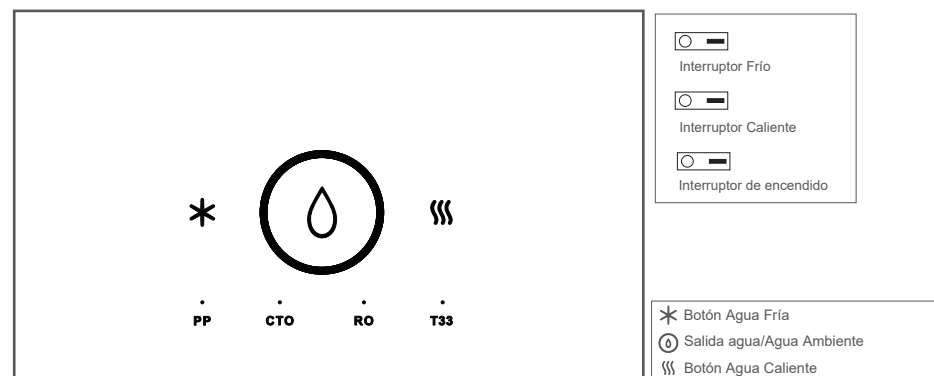 Interruptor Frío
Interruptor Caliente
Interruptor de encendido
PP CTO RO T33
Botón Agua Fría
Salida agua/Agua Ambiente
Botón Agua Caliente